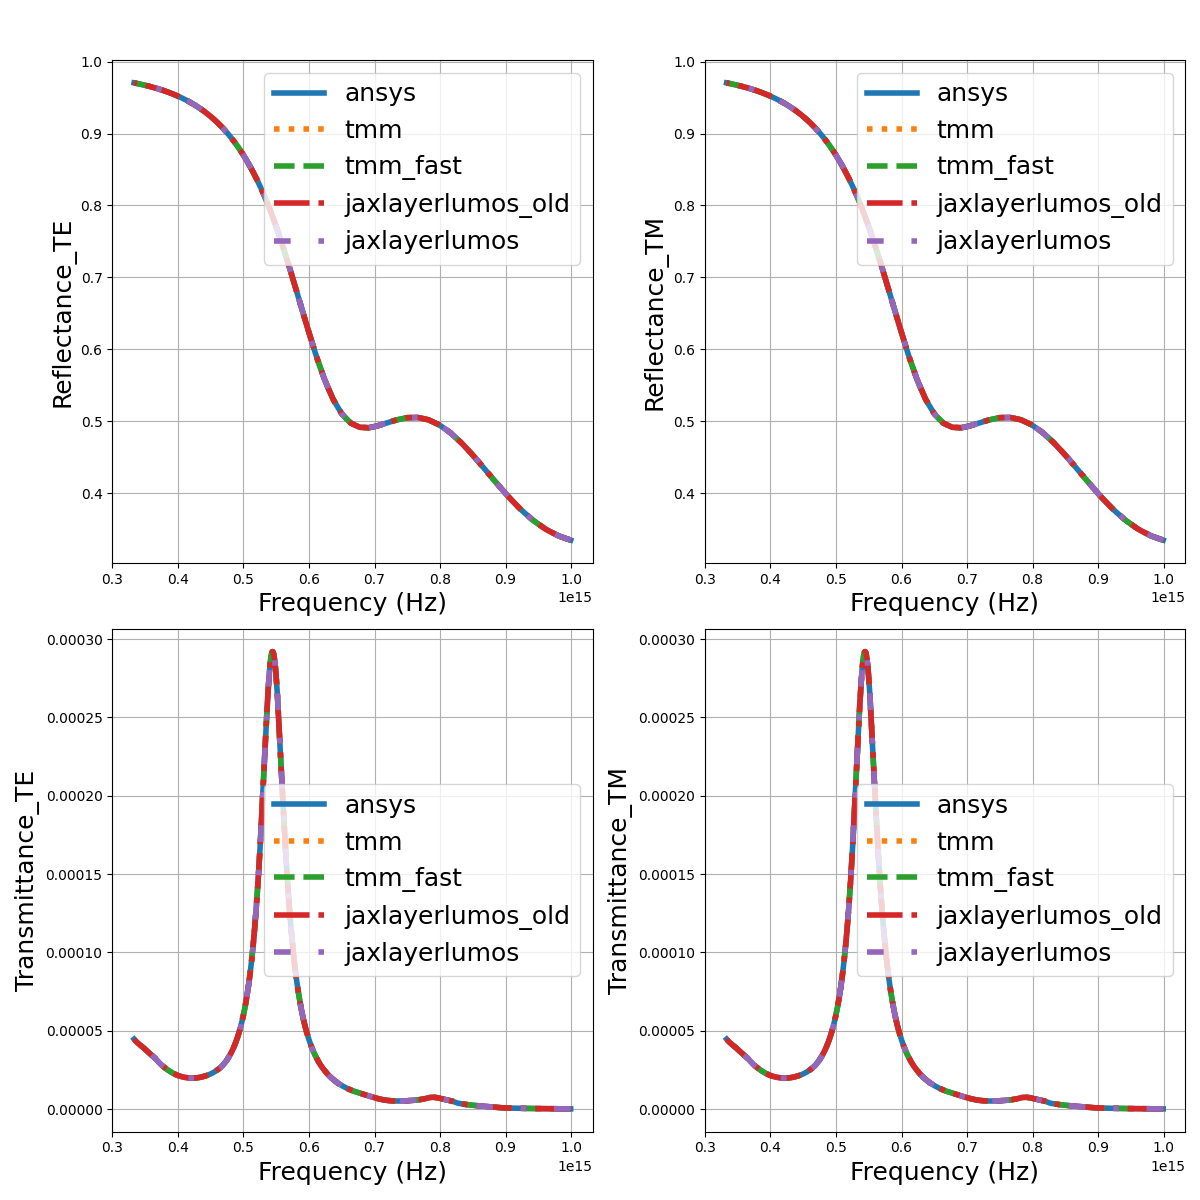 1.0
0.9
0.8
0.7
0.6
0.5
0.4
Reflectance_TE
ansys
tmm
tmm_fast
jaxlayerlumos_old
jaxlayerlumos
0.3 0.4 0.5 0.6 0.7 0.8 0.9 1.0
1e15
Frequency (Hz)
1.0
0.9
0.8
0.7
0.6
0.5
0.4
Reflectance_TM
ansys
tmm
tmm_fast
jaxlayerlumos_old
jaxlayerlumos
0.3 0.4 0.5 0.6 0.7 0.8 0.9 1.0
1e15
Frequency (Hz)
0.00030
0.00025
0.00020
0.00015
0.00010
0.00005
0.00000
Transmittance_TE
ansys
tmm
tmm_fast
jaxlayerlumos_old
jaxlayerlumos
0.3 0.4 0.5 0.6 0.7 0.8 0.9 1.0
1e15
Frequency (Hz)
0.00030
0.00025
0.00020
0.00015
0.00010
0.00005
0.00000
Transmittance_TM
ansys
tmm
tmm_fast
jaxlayerlumos_old
jaxlayerlumos
0.3 0.4 0.5 0.6 0.7 0.8 0.9 1.0
1e15
Frequency (Hz)